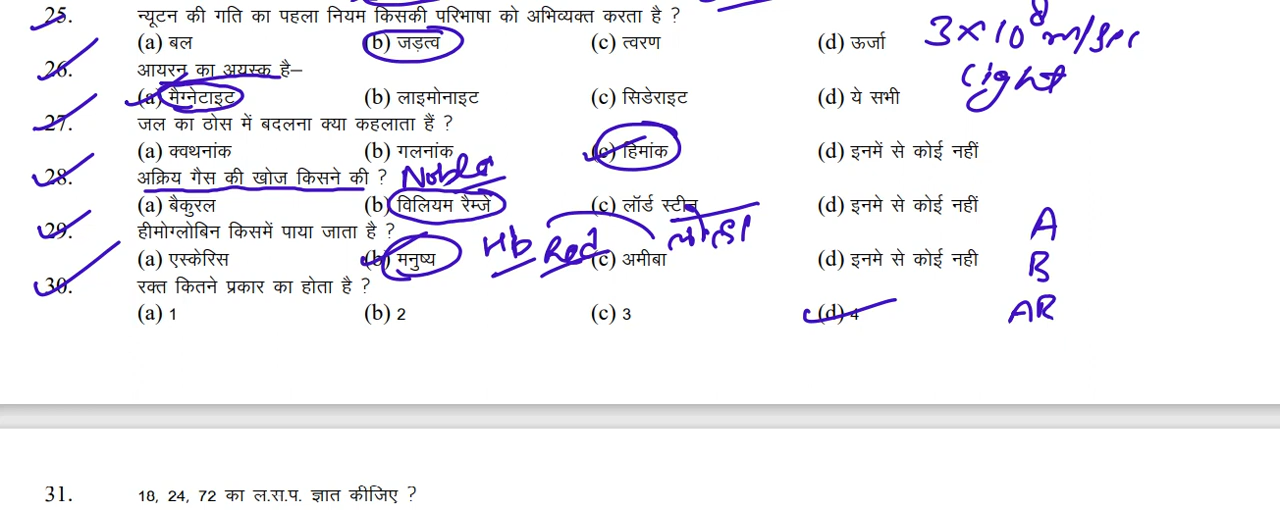 25. न्यूटन की गति का पहला नियम किसकी परिभाषा को अभिव्यक्त करता है ?
(a) बल (b) जड़त्व (c) त्वरण (d) ऊर्जा
3×10⁸ m/sec
light
26. आयरन का अयस्क है–
(a) मैग्नेटाइट (b) लाइमोनाइट (c) सिडेराइट (d) ये सभी
27. जल का ठोस में बदलना क्या कहलाता हैं ?
(a) क्वथनांक (b) गलनांक (c) हिमांक (d) इनमें से कोई नहीं
28. अक्रिय गैस की खोज किसने की ? Noble
(a) बैकुरल (b) विलियम रैम्जे (c) लॉर्ड स्टीन (d) इनमे से कोई नहीं
29. हीमोग्लोबिन किसमें पाया जाता है ? Hb Red लोहा
(a) एस्केरिस (b) मनुष्य (c) अमीबा (d) इनमे से कोई नही
30. रक्त कितने प्रकार का होता है ?
(a) 1 (b) 2 (c) 3 (d) 4
A
B
AB
31. 18, 24, 72 का ल.स.प. ज्ञात कीजिए ?